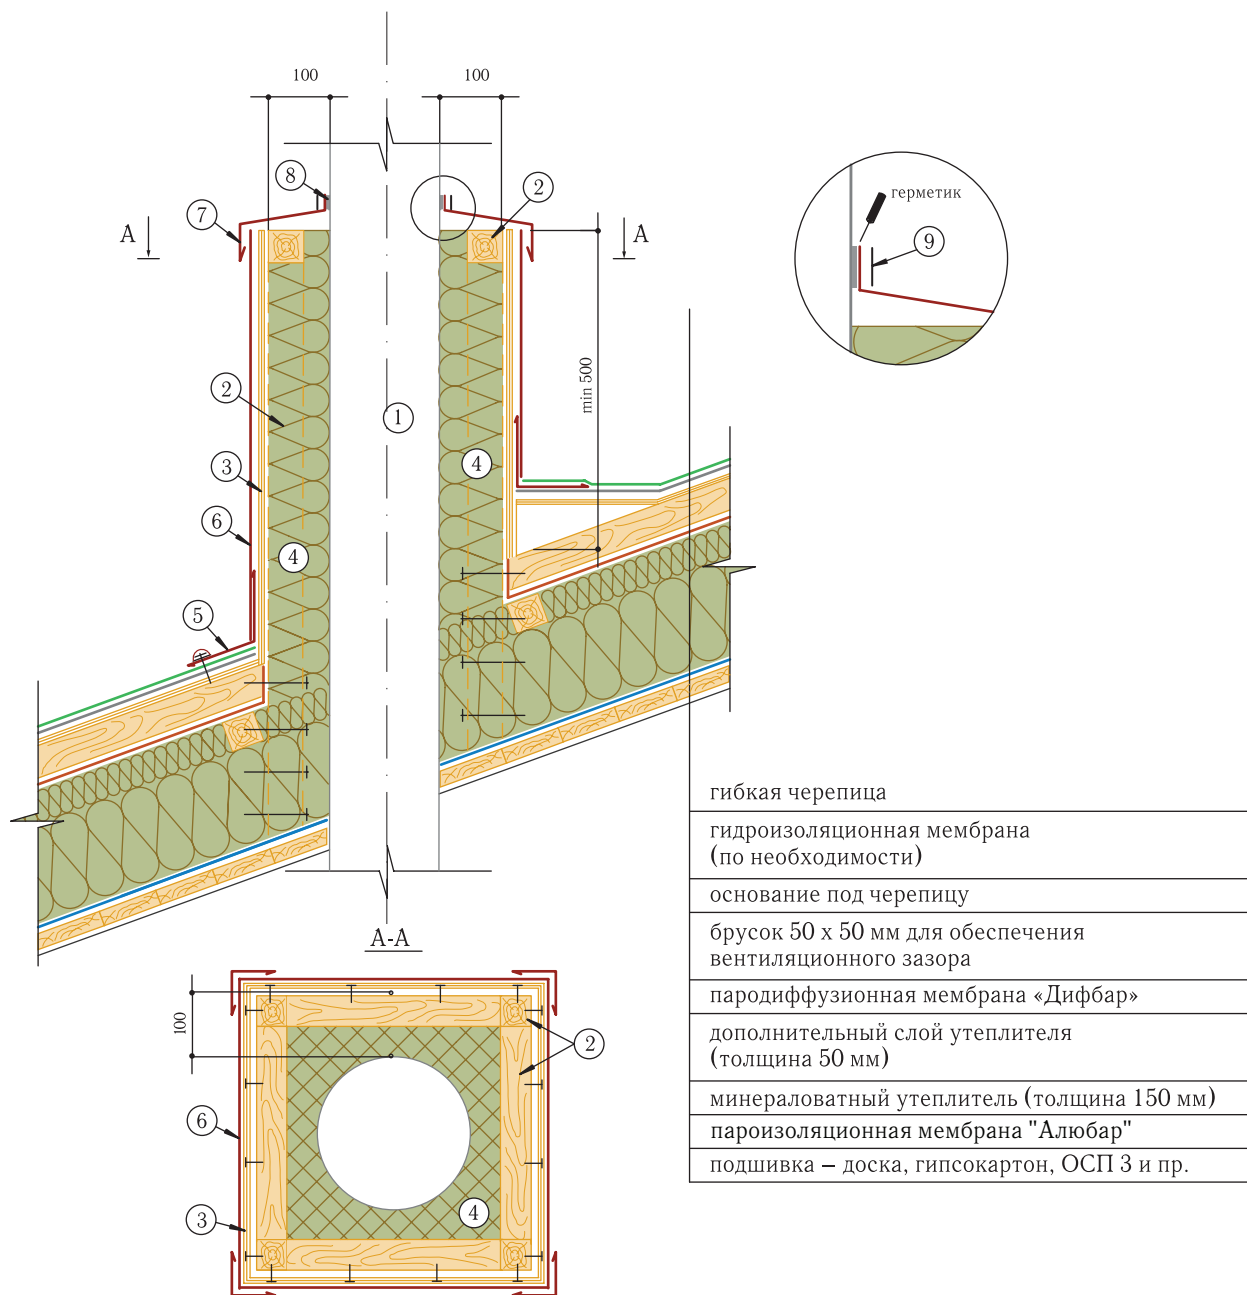 100
100
8
2
7
А
А
герметик
9
min 500
2
1
3
4
6
4
5
гибкая черепица
гидроизоляционная мембрана
(по необходимости)
основание под черепицу
брусок 50 х 50 мм для обеспечения
вентиляционного зазора
пародиффузионная мембрана «Дифбар»
дополнительный слой утеплителя
(толщина 50 мм)
минераловатный утеплитель (толщина 150 мм)
пароизоляционная мембрана "Алюбар"
подшивка – доска, гипсокартон, ОСП 3 и пр.
А-А
100
2
6
3
4